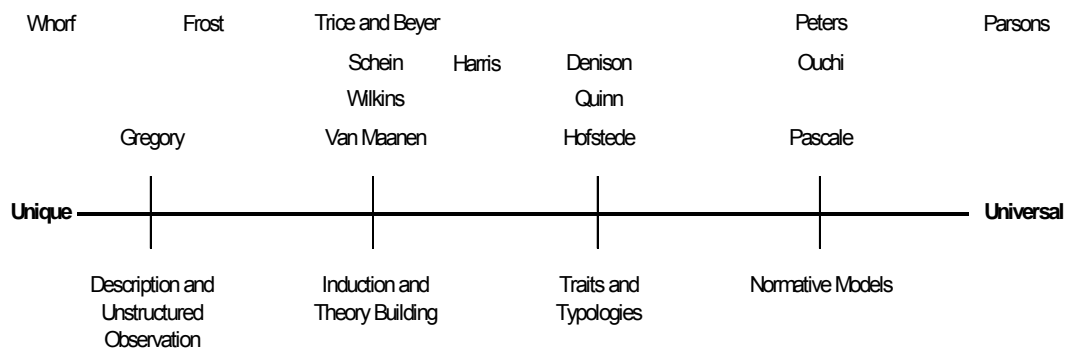 Whorf Frost Trice and Beyer Peters Parsons
Schein Harris Denison Ouchi
Wilkins Quinn
Gregory Van Maanen Hofstede Pascale
Unique Universal
Description and Induction and Traits and Normative Models
Unstructured Theory Building Typologies
Observation